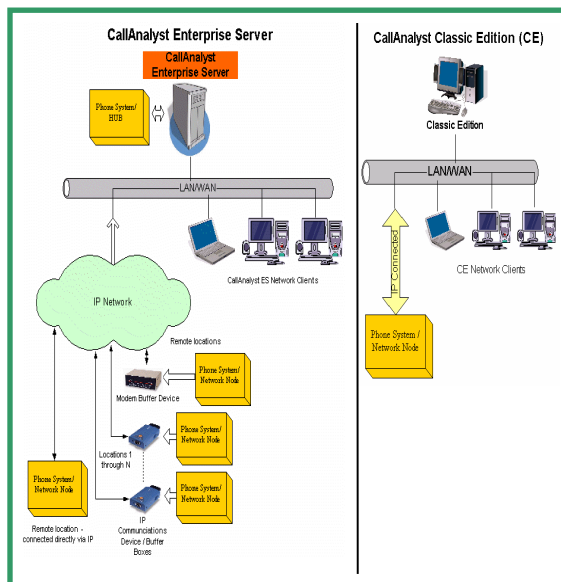 CallAnalyst Enterprise Server
CallAnalyst
Enterprise Server
Phone System/
HUB
LAN/WAN
CallAnalyst ES Network Clients
IP Network
Remote locations
Phone System/
Network Node
Modem Buffer Device
Locations 1
through N
Phone System/
Network Node
Phone System/
Network Node
Phone System/
Network Node
IP
Communciations
Device / Buffer
Boxes
Remote location -
connected directly via IP
CallAnalyst Classic Edition (CE)
Classic Edition
LAN/WAN
IP Connected
CE Network Clients
Phone System /
Network Node